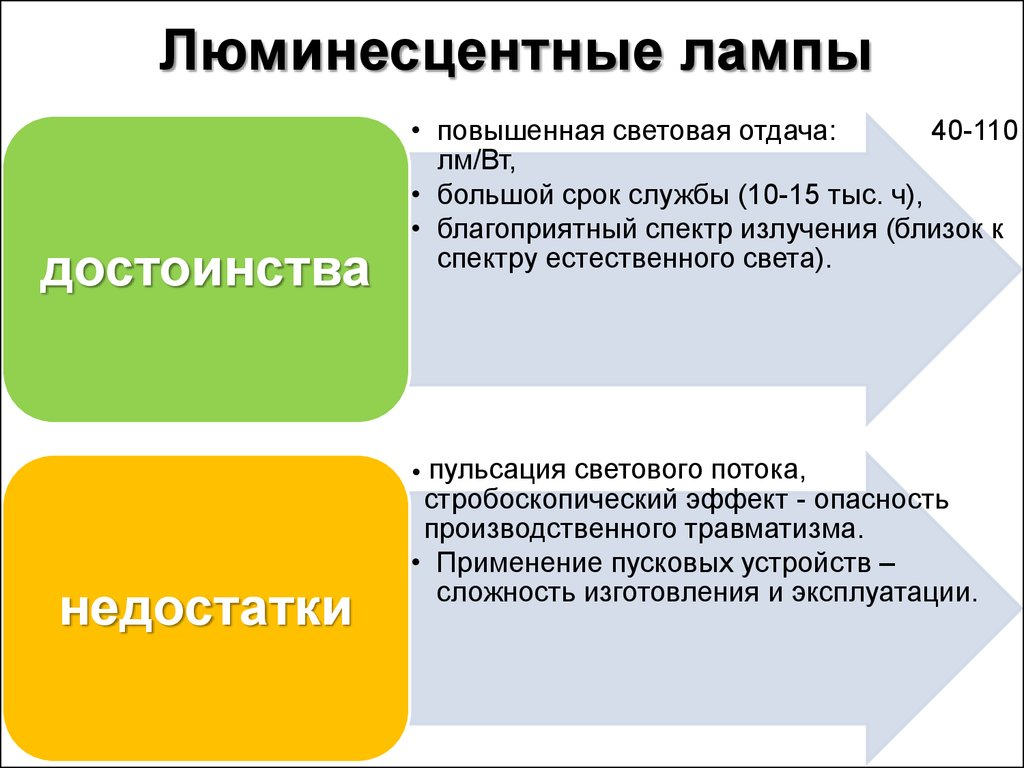 Люминесцентные лампы
достоинства
• повышенная световая отдача: 40-110
лм/Вт,
• большой срок службы (10-15 тыс. ч),
• благоприятный спектр излучения (близок к
спектру естественного света).
недостатки
• пульсация светового потока,
стробоскопический эффект - опасность
производственного травматизма.
• Применение пусковых устройств –
сложность изготовления и эксплуатации.